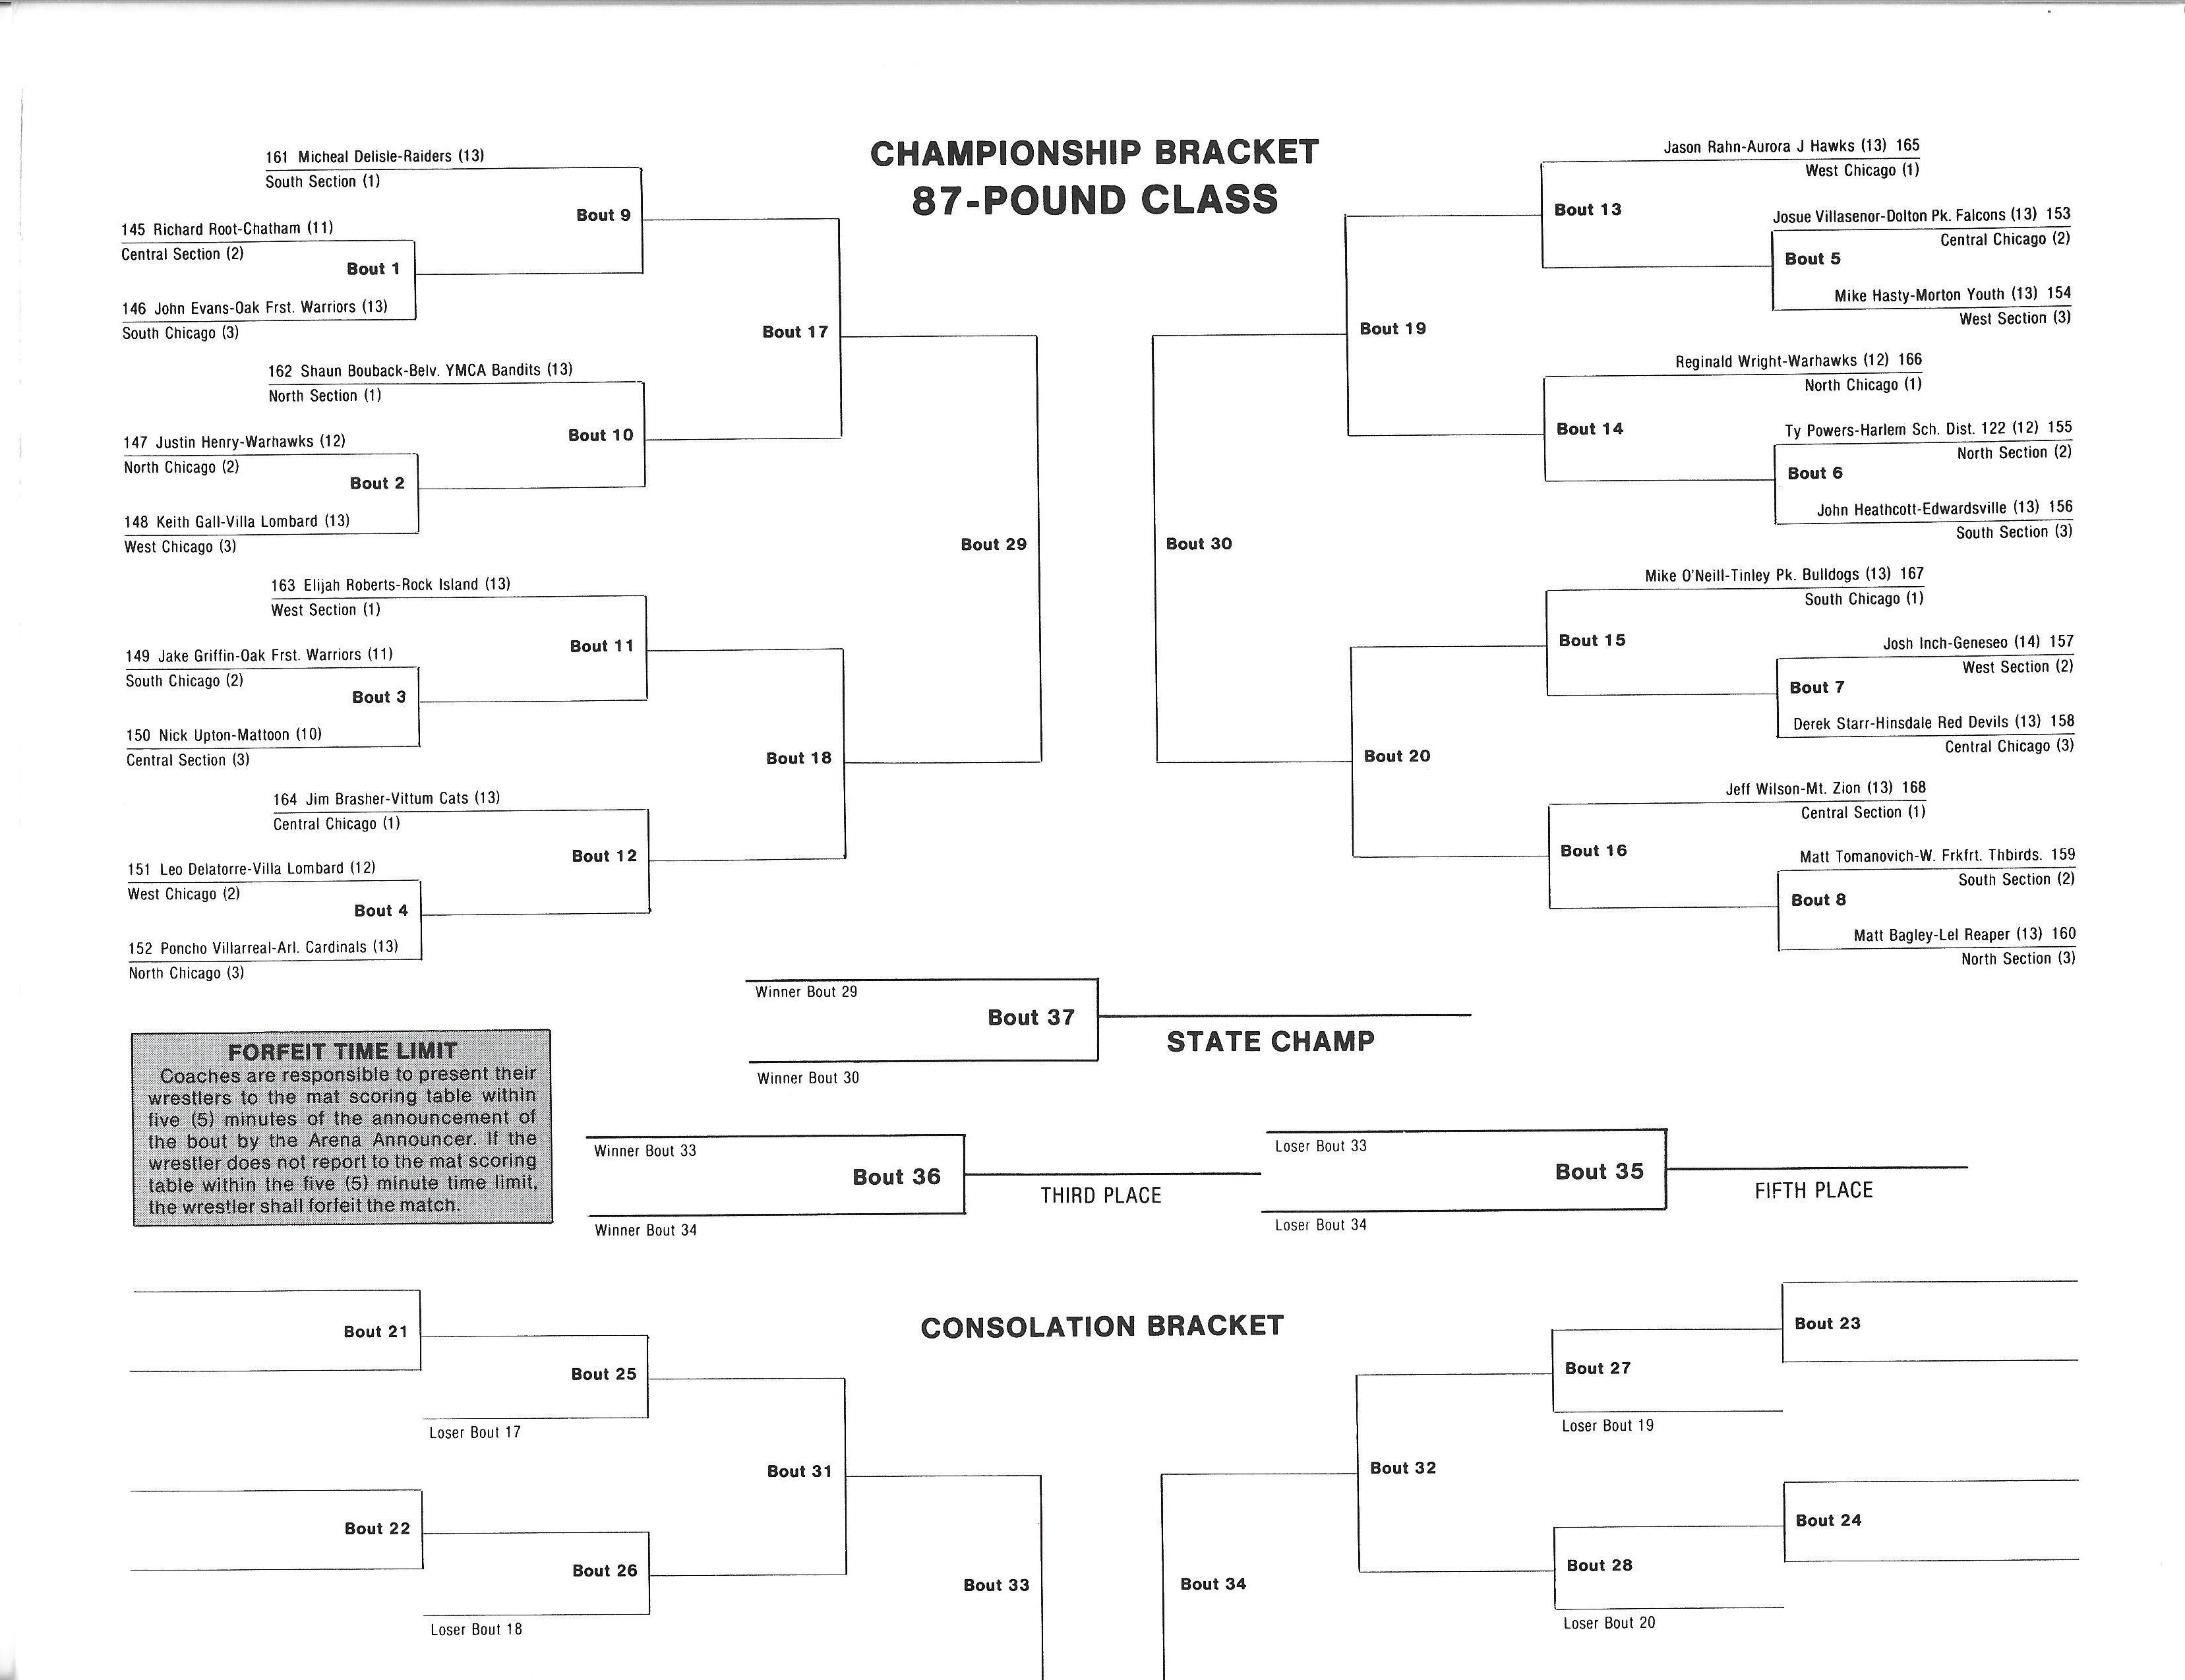 CHAMPIONSHIP BRACKET
87-POUND CLASS
161 Micheal Delisle-Raiders (13)
South Section (1)
Bout 9
145 Richard Root-Chatham (11)
Central Section (2)
Bout 1
146 John Evans-Oak Frst. Warriors (13)
South Chicago (3)
Bout 17
162 Shaun Bouback-Belv. YMCA Bandits (13)
North Section (1)
Bout 10
147 Justin Henry-Warhawks (12)
North Chicago (2)
Bout 2
148 Keith Gall-Villa Lombard (13)
West Chicago (3)
Bout 29
163 Elijah Roberts-Rock Island (13)
West Section (1)
Bout 11
149 Jake Griffin-Oak Frst. Warriors (11)
South Chicago (2)
Bout 3
150 Nick Upton-Mattoon (10)
Central Section (3)
Bout 18
164 Jim Brasher-Vittum Cats (13)
Central Chicago (1)
Bout 12
151 Leo Delatorre-Villa Lombard (12)
West Chicago (2)
Bout 4
152 Poncho Villarreal-Arl. Cardinals (13)
North Chicago (3)
Jason Rahn-Aurora J Hawks (13) 165
West Chicago (1)
Bout 13
Josue Villasenor-Dolton Pk. Falcons (13) 153
Central Chicago (2)
Bout 5
Mike Hasty-Morton Youth (13) 154
West Section (3)
Bout 19
Reginald Wright-Warhawks (12) 166
North Chicago (1)
Bout 14
Ty Powers-Harlem Sch. Dist. 122 (12) 155
North Section (2)
Bout 6
John Heathcott-Edwardsville (13) 156
South Section (3)
Bout 30
Mike O'Neill-Tinley Pk. Bulldogs (13) 167
South Chicago (1)
Bout 15
Josh Inch-Geneseo (14) 157
West Section (2)
Bout 7
Derek Starr-Hinsdale Red Devils (13) 158
Central Chicago (3)
Bout 20
Jeff Wilson-Mt. Zion (13) 168
Central Section (1)
Bout 16
Matt Tomanovich-W. Frkfrt. Thbirds. 159
South Section (2)
Bout 8
Matt Bagley-Lel Reaper (13) 160
North Section (3)
Winner Bout 29
Bout 37
STATE CHAMP
Winner Bout 30
FORFEIT TIME LIMIT
Coaches are responsible to present their
wrestlers to the mat scoring table within
five (5) minutes of the announcement of
the bout by the Arena Announcer. If the
wrestler does not report to the mat scoring
table within the five (5) minute time limit,
the wrestler shall forfeit the match.
Winner Bout 33
Bout 36
THIRD PLACE
Winner Bout 34
Loser Bout 33
Bout 35
FIFTH PLACE
Loser Bout 34
CONSOLATION BRACKET
Bout 21
Bout 25
Loser Bout 17
Bout 31
Bout 22
Bout 26
Loser Bout 18
Bout 33
Bout 23
Bout 27
Loser Bout 19
Bout 32
Bout 24
Bout 28
Loser Bout 20
Bout 34